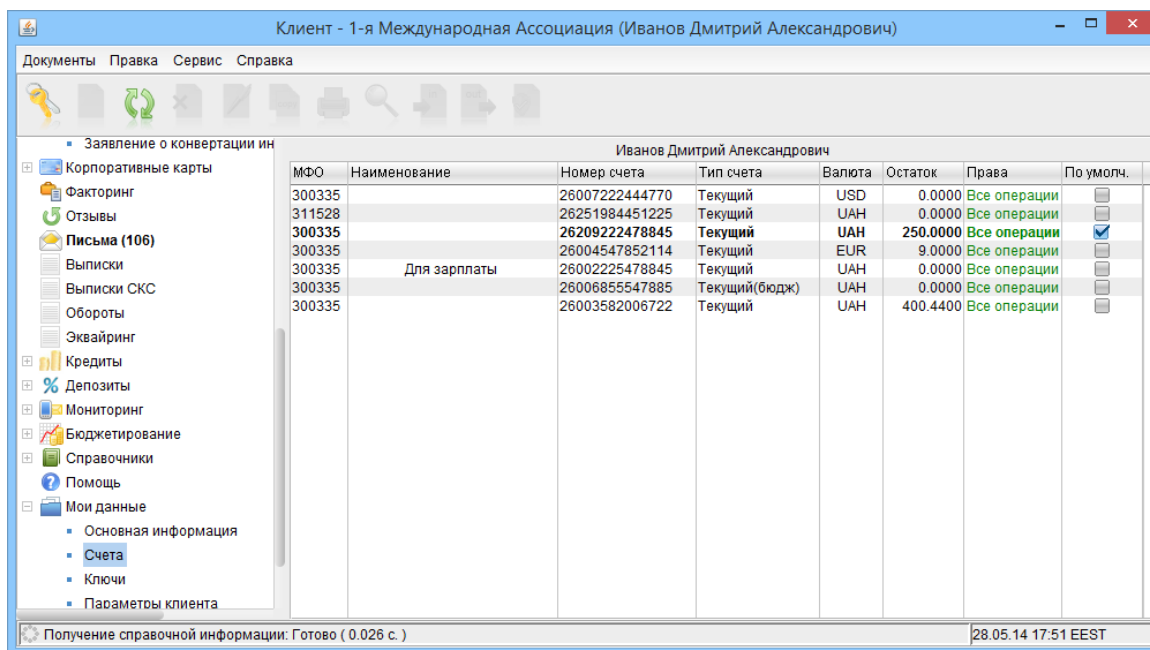 Клиент - 1-я Международная Ассоциация (Иванов Дмитрий Александрович)
Документы Правка Сервис Справка
Заявление о конвертации ин
Корпоративные карты
Факторинг
Отзывы
Письма (106)
Выписки
Выписки СКС
Обороты
Эквайринг
Кредиты
Депозиты
Мониторинг
Бюджетирование
Справочники
Помощь
Мои данные
Основная информация
Счета
Ключи
Параметры клиента
Иванов Дмитрий Александрович
МФО Наименование Номер счета Тип счета Валюта Остаток Права По умолч.
300335 26007222444770 Текущий USD 0.0000 Все операции
311528 26251984451225 Текущий UAH 0.0000 Все операции
300335 26209222478845 Текущий UAH 250.0000 Все операции
300335 26004547852114 Текущий EUR 9.0000 Все операции
300335 Для зарплаты 26002225478845 Текущий UAH 0.0000 Все операции
300335 26006855547885 Текущий(бюдж) UAH 0.0000 Все операции
300335 26003582006722 Текущий UAH 400.4400 Все операции
Получение справочной информации: Готово ( 0.026 с. ) 28.05.14 17:51 EEST